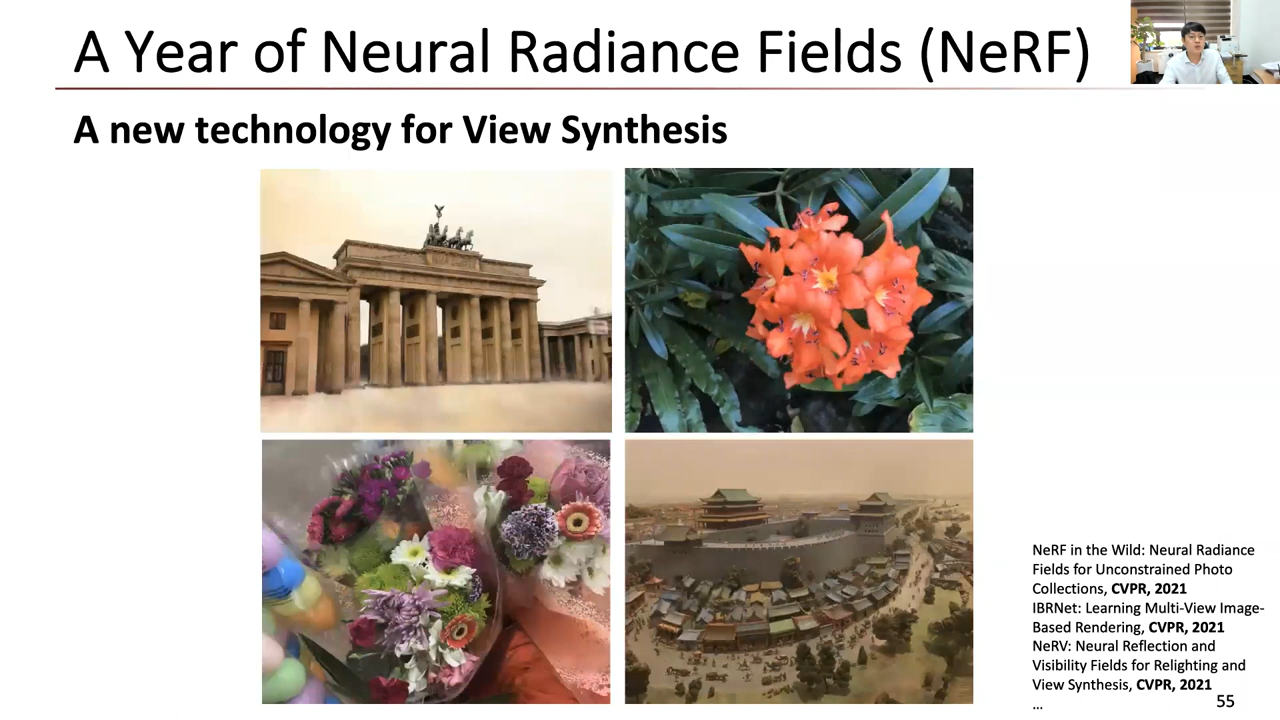 A Year of Neural Radiance Fields (NeRF)
A new technology for View Synthesis
NeRF in the Wild: Neural Radiance
Fields for Unconstrained Photo
Collections, CVPR, 2021
IBRNet: Learning Multi-View Image-
Based Rendering, CVPR, 2021
NeRV: Neural Reflection and
Visibility Fields for Relighting and
View Synthesis, CVPR, 2021
...
55